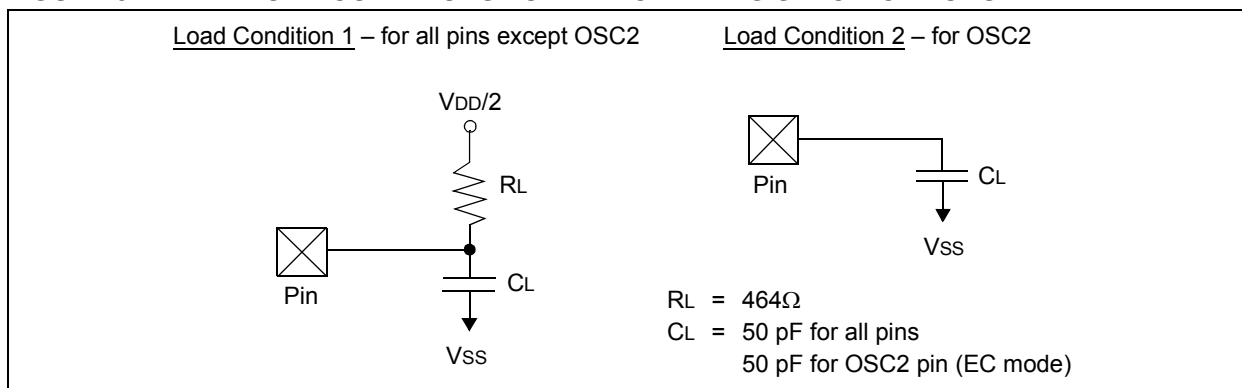 Load Condition 1 – for all pins except OSC2
Load Condition 2 – for OSC2
VDD/2
RL
Pin
CL
VSS
Pin
CL
VSS
RL = 464Ω
CL = 50 pF for all pins
50 pF for OSC2 pin (EC mode)